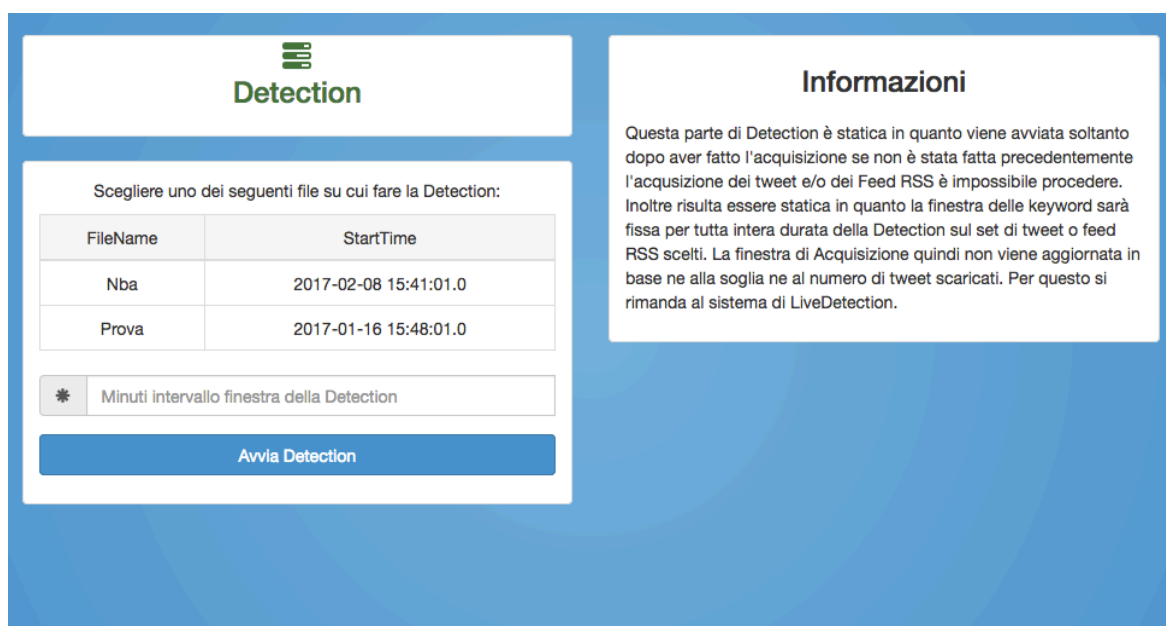 Detection
Scegliere uno dei seguenti file su cui fare la Detection:
FileName StartTime
Nba 2017-02-08 15:41:01.0
Prova 2017-01-16 15:48:01.0
Minuti intervallo finestra della Detection
Avvia Detection
Informazioni
Questa parte di Detection è statica in quanto viene avviata soltanto
dopo aver fatto l'acquisizione se non è stata fatta precedentemente
l'acqusizione dei tweet e/o dei Feed RSS è impossibile procedere.
Inoltre risulta essere statica in quanto la finestra delle keyword sarà
fissa per tutta intera durata della Detection sul set di tweet o feed
RSS scelti. La finestra di Acquisizione quindi non viene aggiornata in
base ne alla soglia ne al numero di tweet scaricati. Per questo si
rimanda al sistema di LiveDetection.